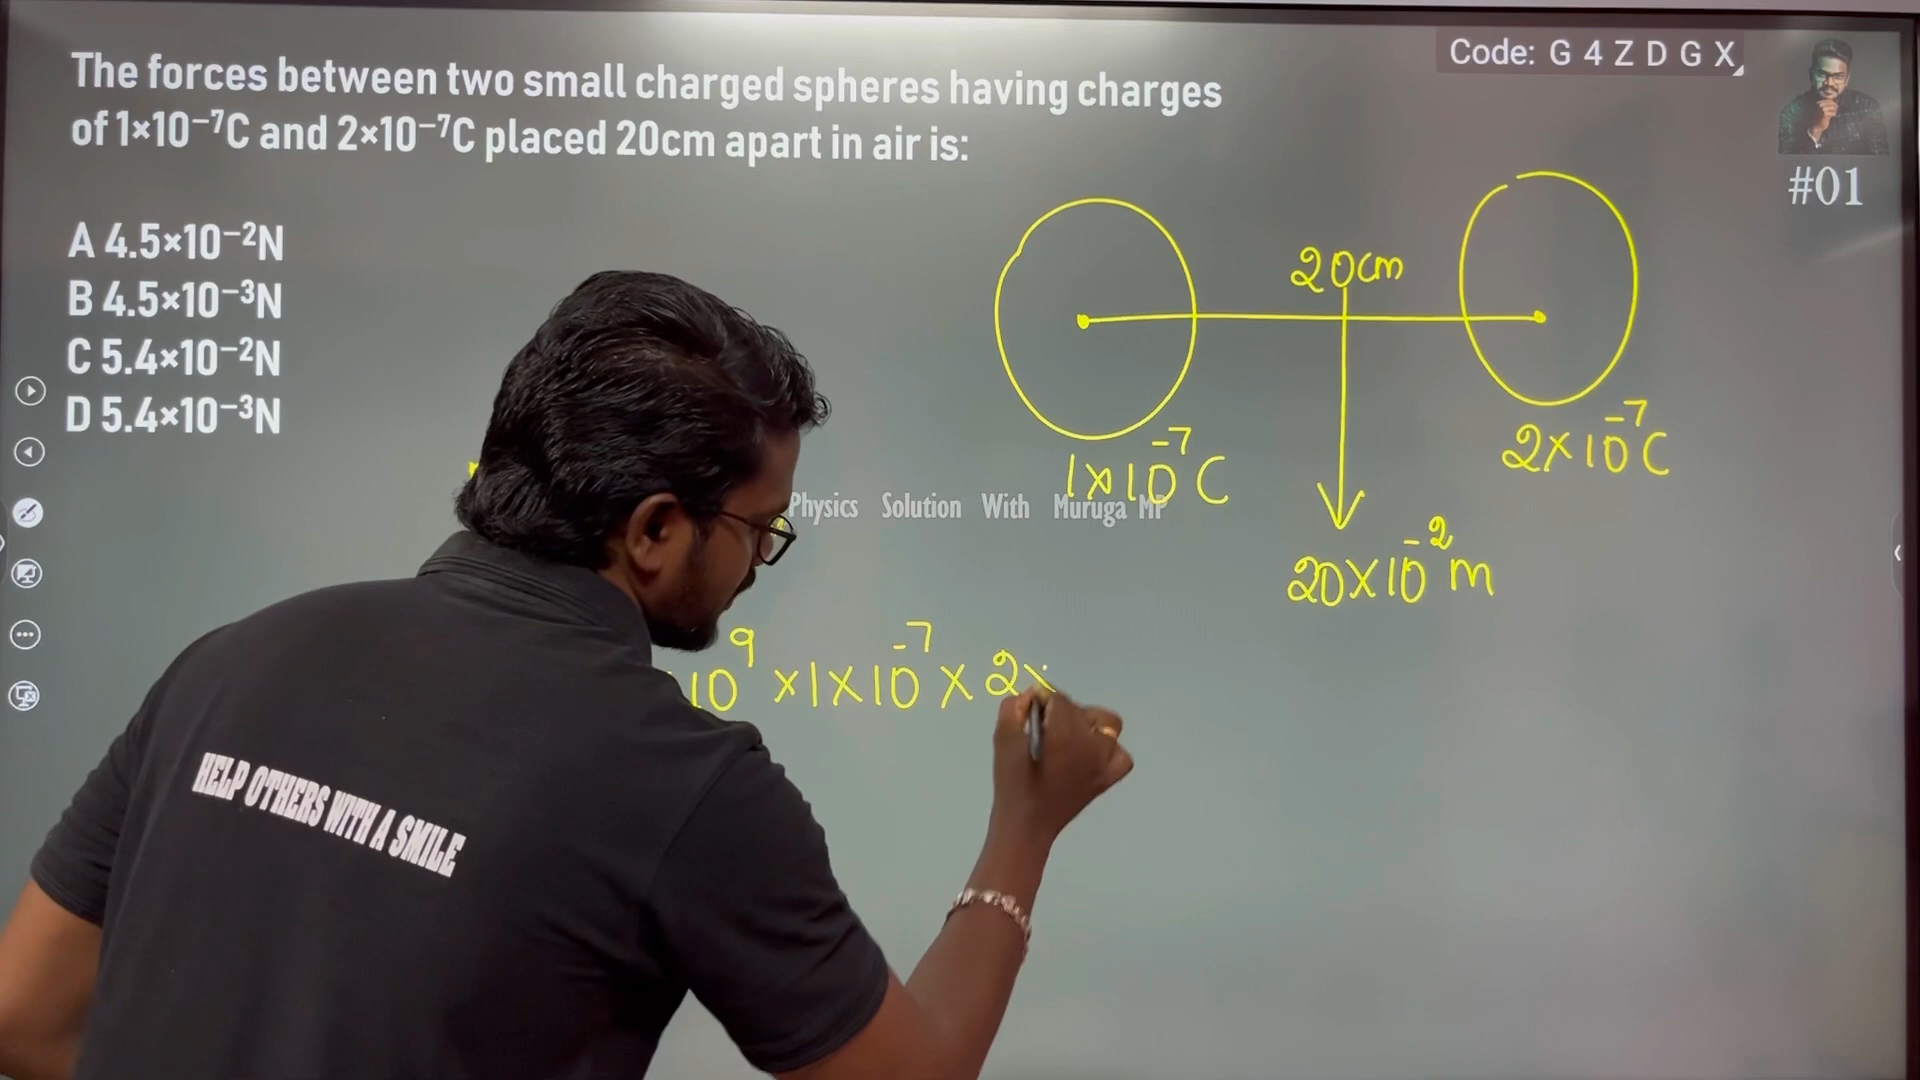 The forces between two small charged spheres having charges
of 1×10⁻⁷C and 2×10⁻⁷C placed 20cm apart in air is:
Code: G 4 Z D G X
#01
A 4.5×10⁻²N
B 4.5×10⁻³N
C 5.4×10⁻²N
D 5.4×10⁻³N
20cm
1×10⁻⁷C
2×10⁻⁷C
Physics Solution With Muruga MP
20×10⁻²m
10⁹ ×1×10⁻⁷ × 2×
HELP OTHERS WITH A SMILE